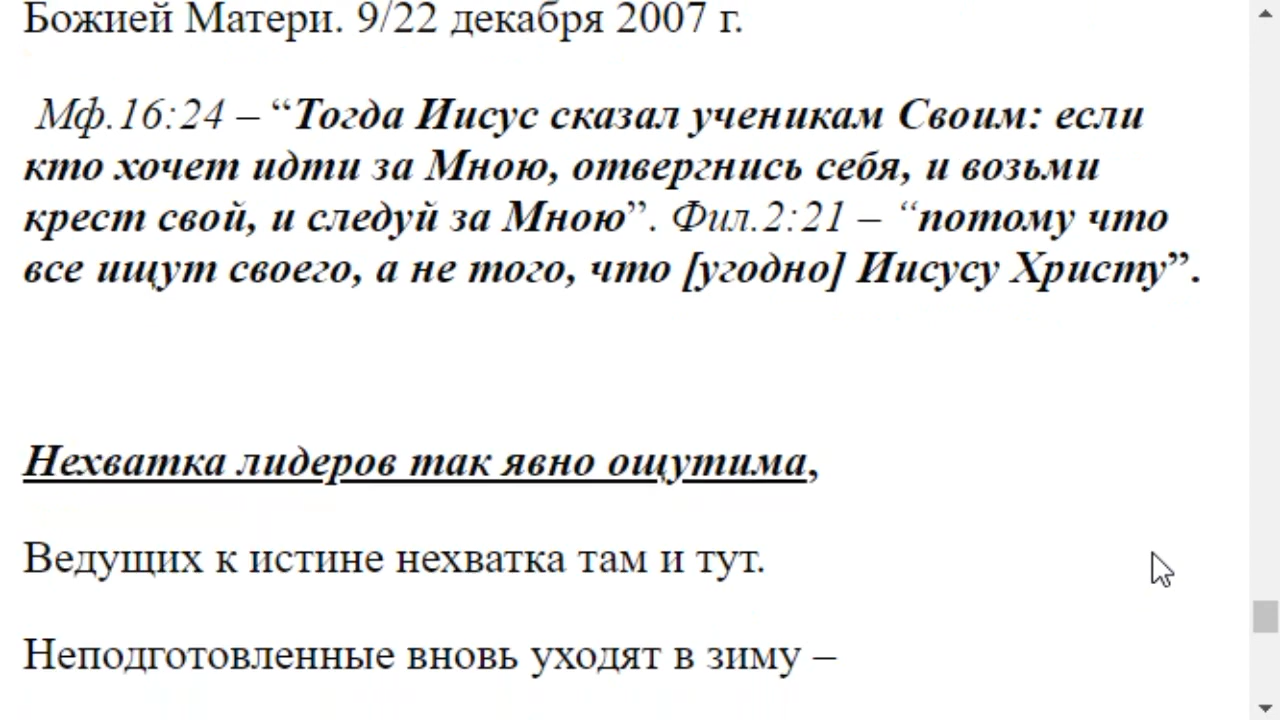 Божией Матери. 9/22 декабря 2007 г.
Мф.16:24 – “Тогда Иисус сказал ученикам Своим: если
кто хочет идти за Мною, отвергнись себя, и возьми
крест свой, и следуй за Мною”. Фил.2:21 – “потому что
все ищут своего, а не того, что [угодно] Иисусу Христу”.
Нехватка лидеров так явно ощутима,
Ведущих к истине нехватка там и тут.
Неподготовленные вновь уходят в зиму –